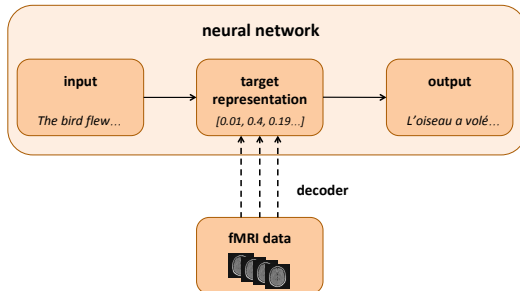 neural network
input
The bird flew...
target
representation
[0.01, 0.4, 0.19...]
output
L'oiseau a volé...
decoder
fMRI data